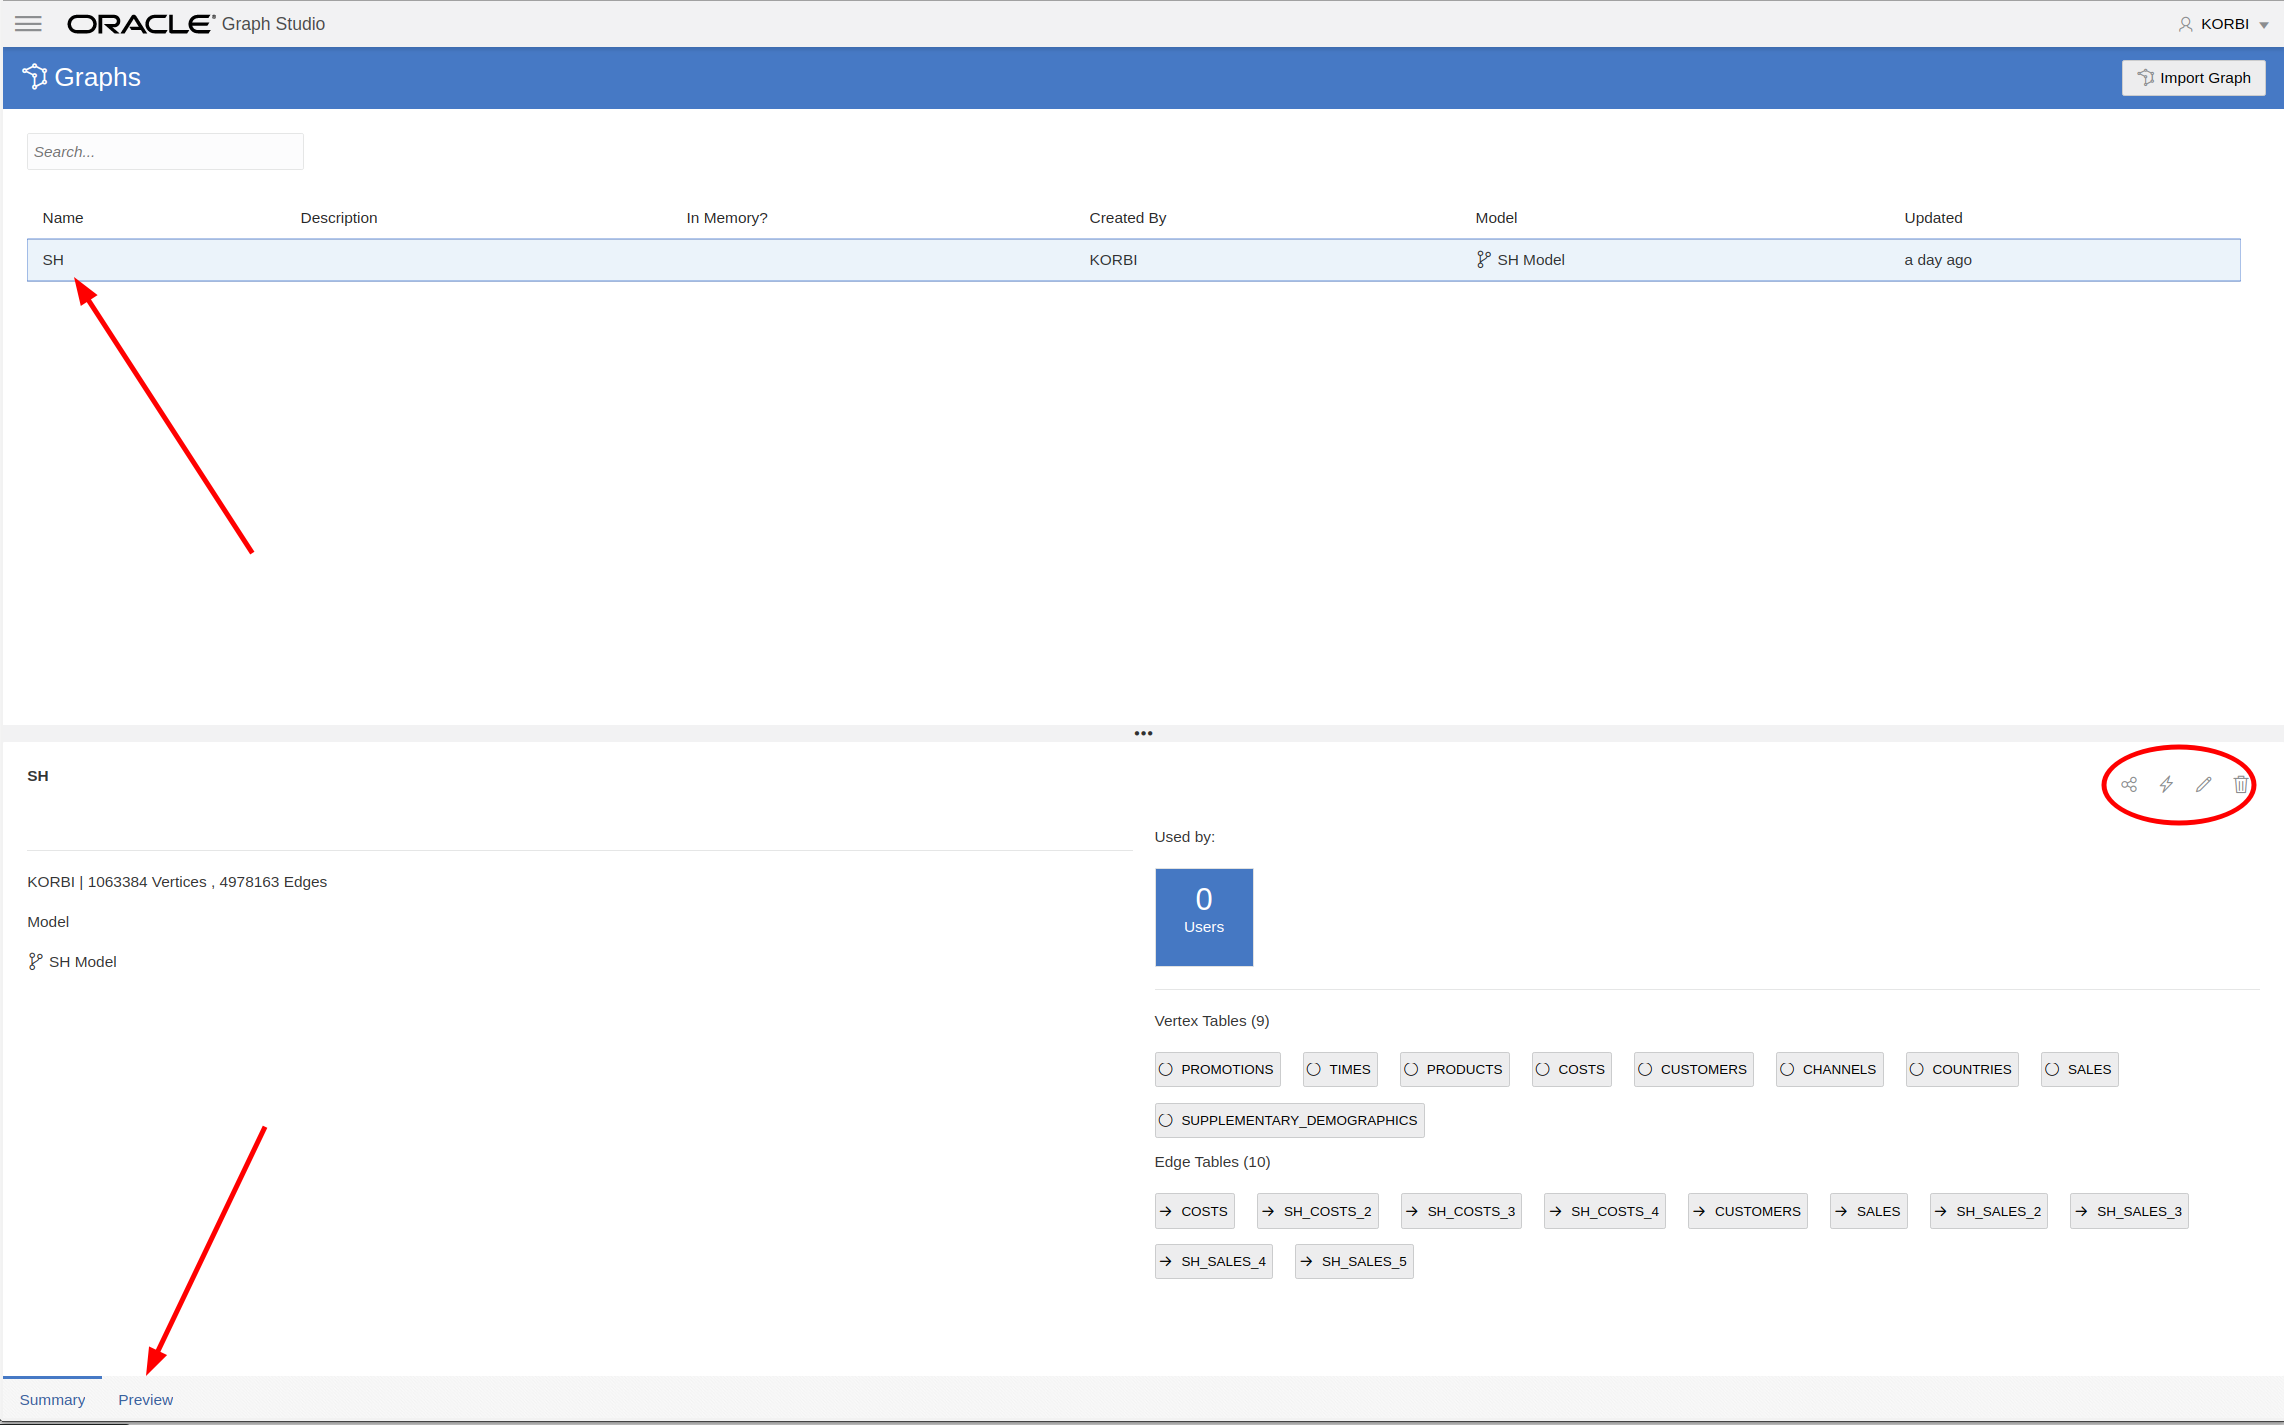 ORACLE® Graph Studio
KORBI
Graphs
Import Graph
Search...
Name Description In Memory? Created By Model Updated
SH KORBI SH Model a day ago
SH
Used by:
KORBI | 1063384 Vertices , 4978163 Edges
0
Users
Model
SH Model
Vertex Tables (9)
PROMOTIONS TIMES PRODUCTS COSTS CUSTOMERS CHANNELS COUNTRIES SALES
SUPPLEMENTARY_DEMOGRAPHICS
Edge Tables (10)
COSTS SH_COSTS_2 SH_COSTS_3 SH_COSTS_4 CUSTOMERS SALES SH_SALES_2 SH_SALES_3
SH_SALES_4 SH_SALES_5
Summary Preview